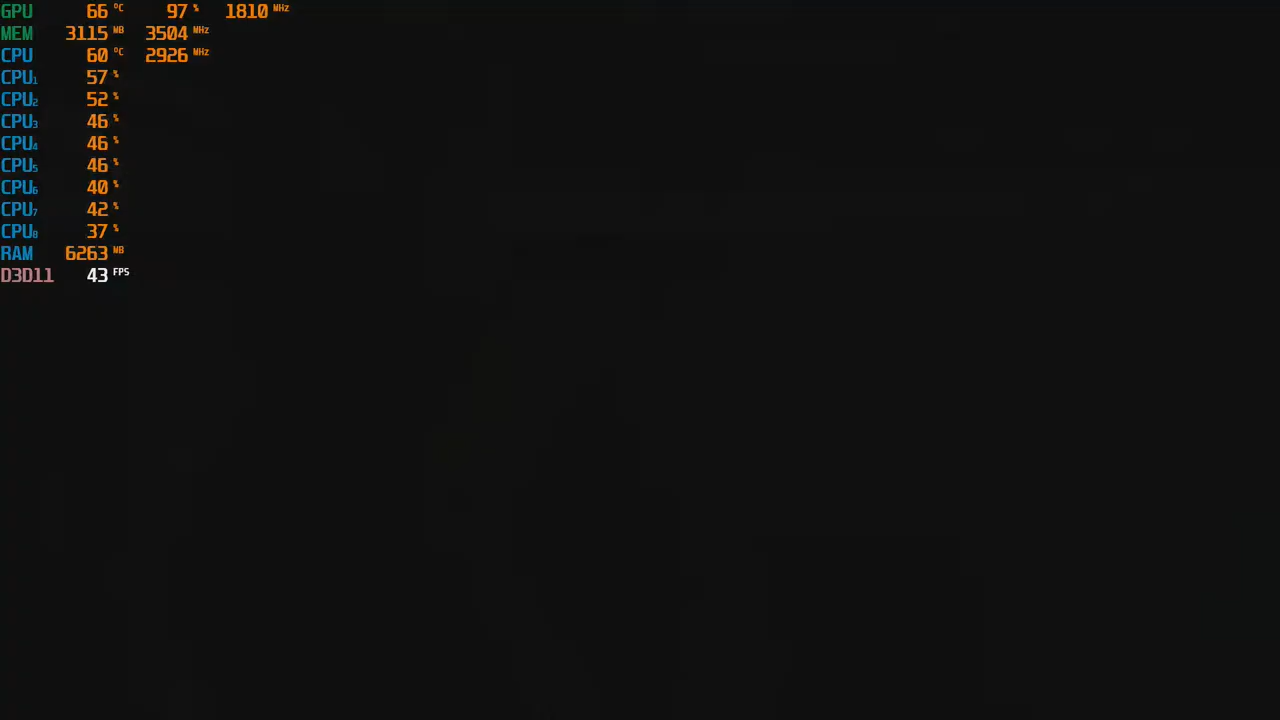 GPU 66 °C 97 % 1810 MHz
MEM 3115 MB 3504 MHz
CPU 60 °C 2926 MHz
CPU1 57 %
CPU2 52 %
CPU3 46 %
CPU4 46 %
CPU5 46 %
CPU6 40 %
CPU7 42 %
CPU8 37 %
RAM 6263 MB
D3D11 43 FPS